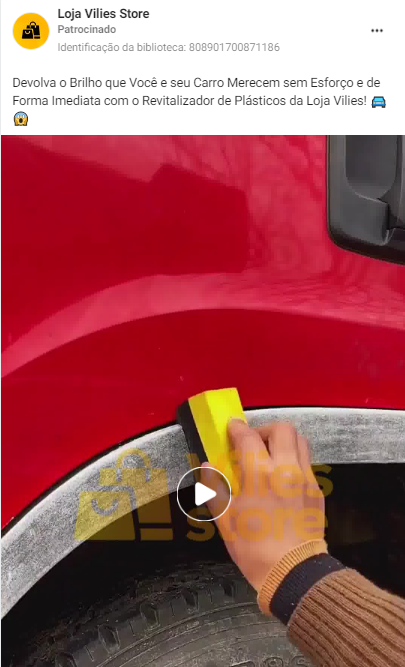 Loja Vilies Store
Patrocinado
Identificação da biblioteca: 808901700871186
Devolva o Brilho que Você e seu Carro Merecem sem Esforço e de
Forma Imediata com o Revitalizador de Plásticos da Loja Vilies! 🚘
😱
Vilies
store